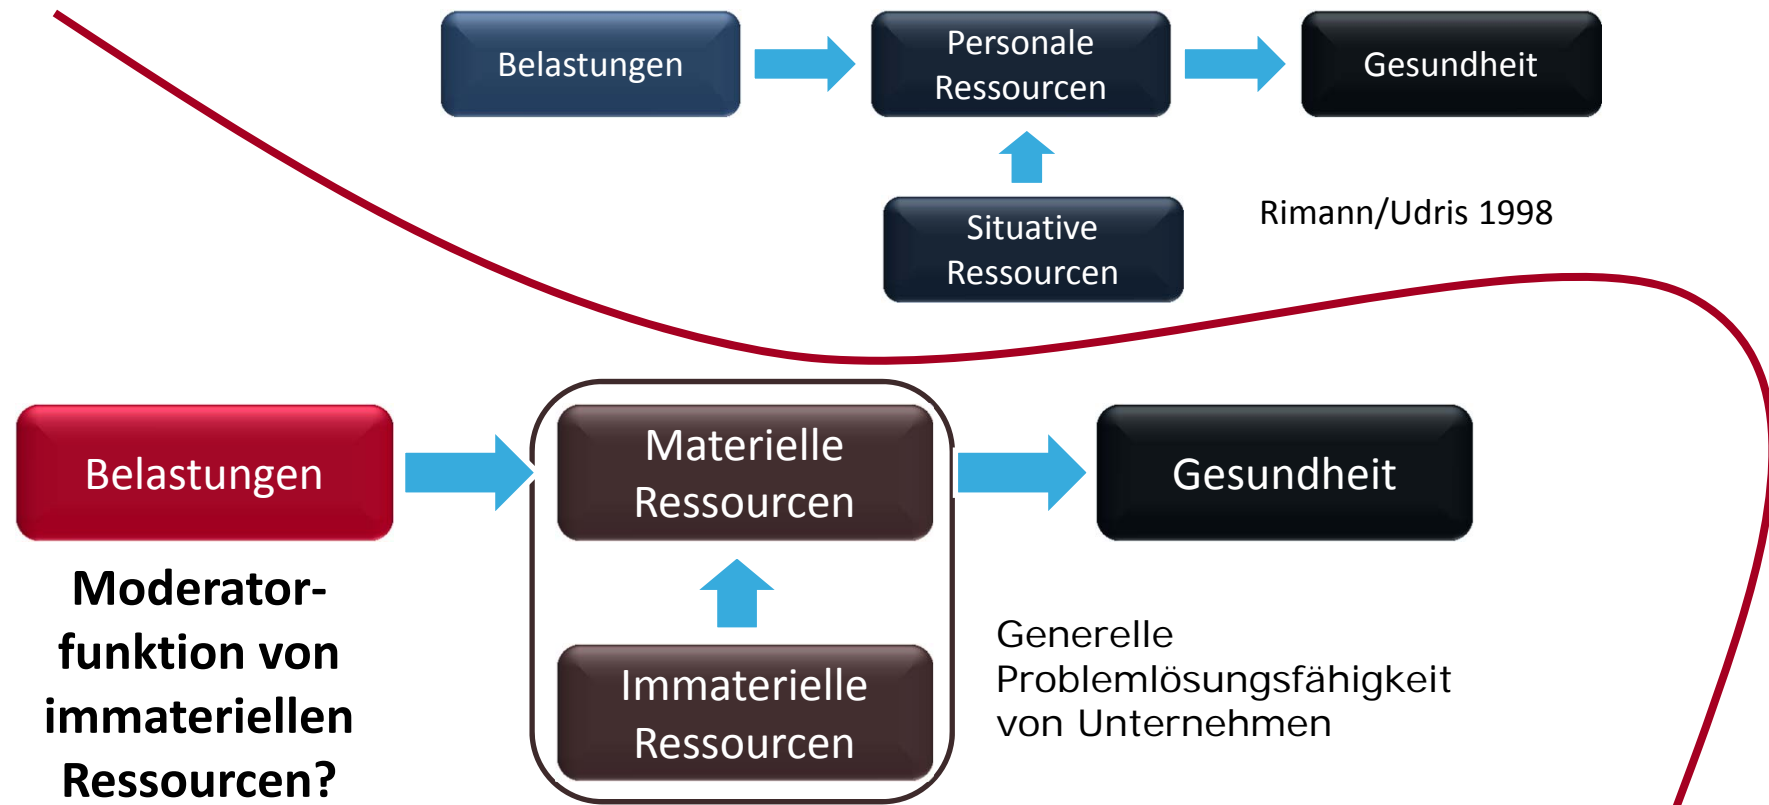 Belastungen
Personale
Ressourcen
Gesundheit
Situative
Ressourcen
Rimann/Udris 1998
Belastungen
Materielle
Ressourcen
Gesundheit
Moderator-
funktion von
immateriellen
Ressourcen?
Immaterielle
Ressourcen
Generelle
Problemlösungsfähigkeit
von Unternehmen